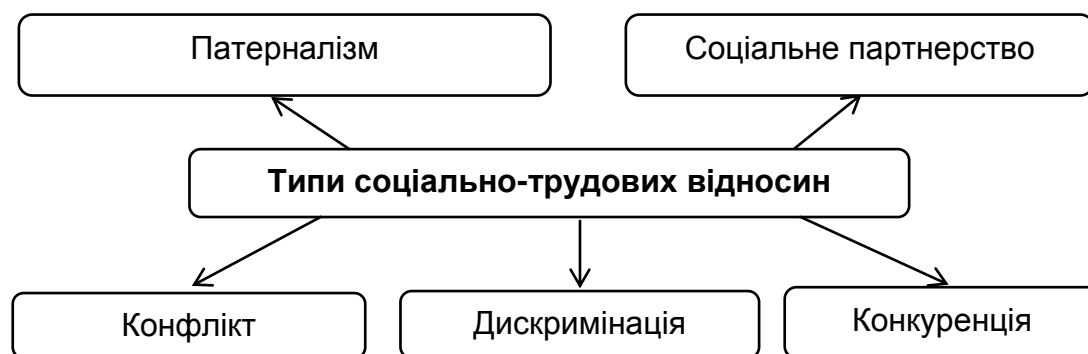 Патерналізм
Соціальне партнерство
Типи соціально-трудових відносин
Конфлікт
Дискримінація
Конкуренція